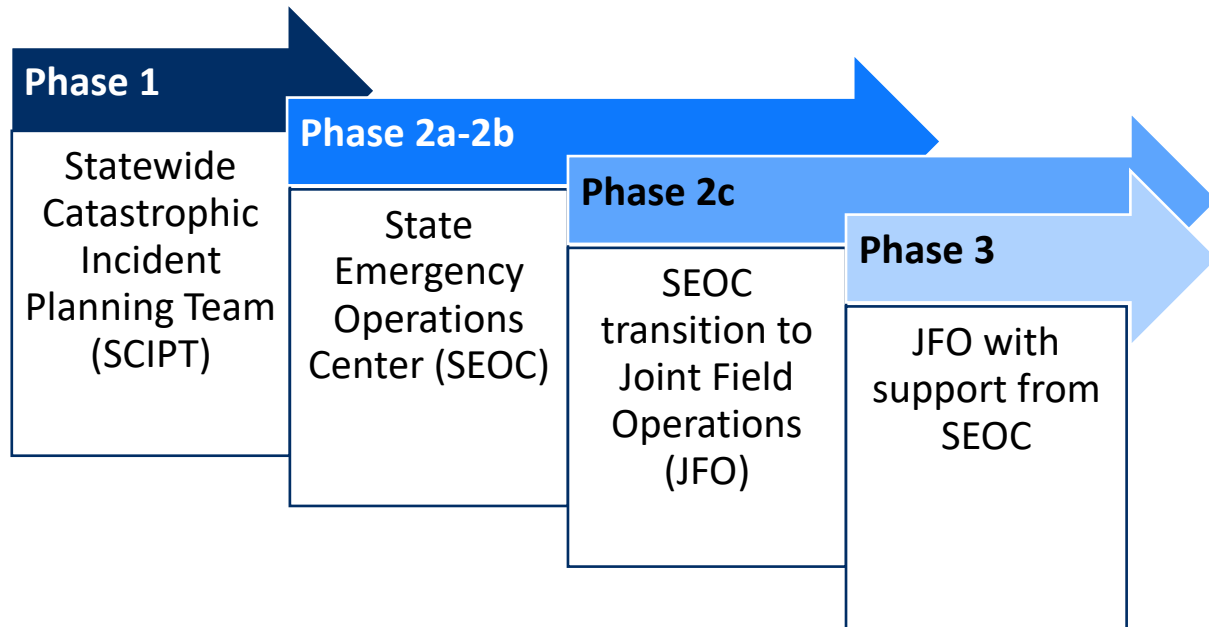 Phase 1
Statewide
Catastrophic
Incident
Planning Team
(SCIPT)
Phase 2a-2b
State
Emergency
Operations
Center (SEOC)
Phase 2c
SEOC
transition to
Joint Field
Operations
(JFO)
Phase 3
JFO with
support from
SEOC